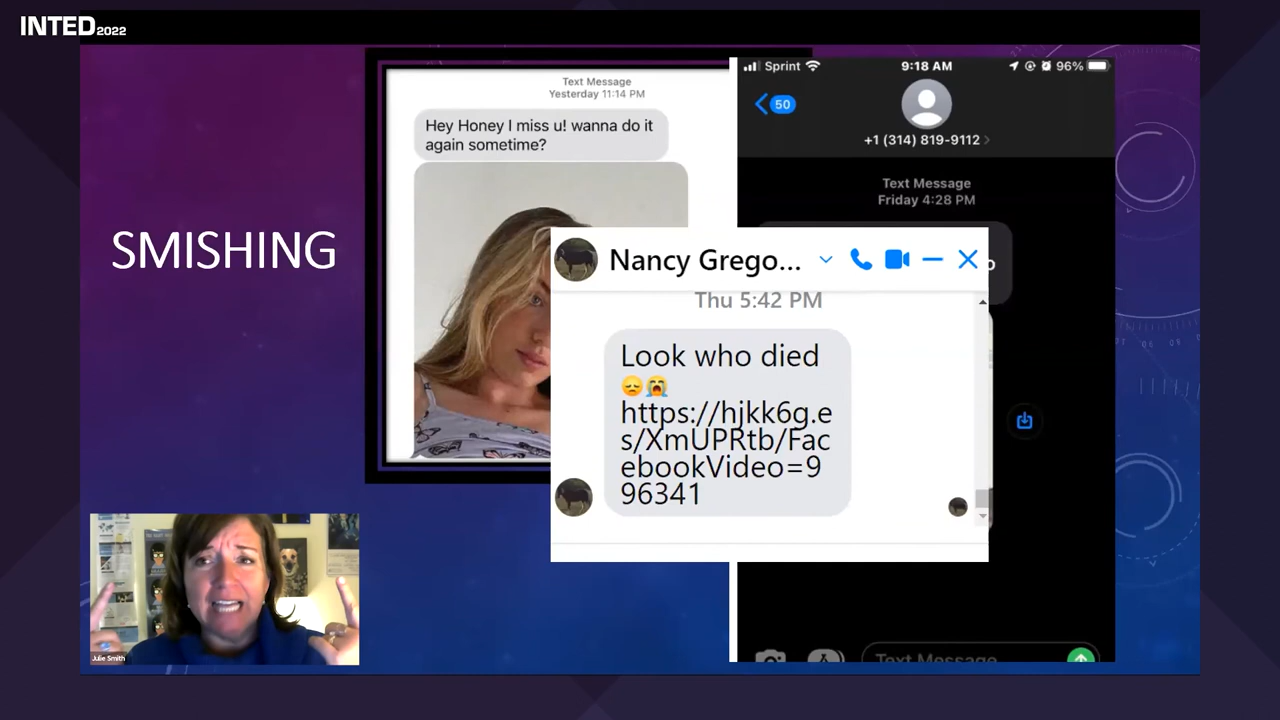 INTED2022
SMISHING
Text Message
Yesterday 11:14 PM
Hey Honey I miss u! wanna do it
again sometime?
Sprint
9:18 AM
96%
50
+1 (314) 819-9112
Text Message
Friday 4:28 PM
Nancy Grego...
Thu 5:42 PM
Look who died
😞😭
https://hjkk6g.e
s/XmUPRtb/Fac
ebookVideo=9
96341
Text Message
Julie Smith